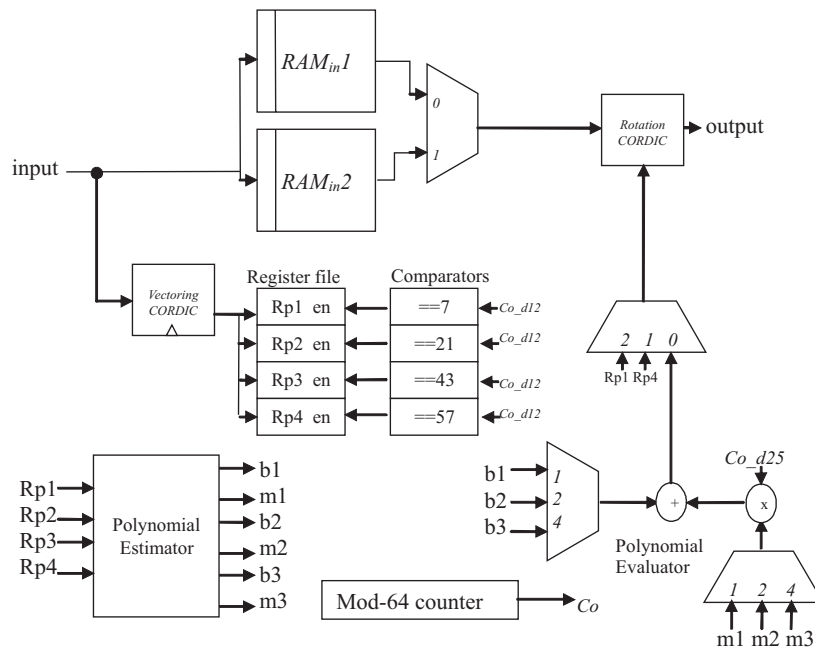 RAMin1
0
Rotation
CORDIC
output
1
RAMin2
input
Register file
Comparators
Vectoring
CORDIC
Rp1 en
==7
Co_d12
Rp2 en
==21
Co_d12
Rp3 en
==43
Co_d12
Rp4 en
==57
Co_d12
2 1 0
Rp1 Rp4
Rp1
Rp2
Rp3
Rp4
Polynomial
Estimator
b1
m1
b2
m2
b3
m3
b1
b2
b3
1
2
4
+
x
Co_d25
Polynomial
Evaluator
1 2 4
m1 m2 m3
Mod-64 counter
Co